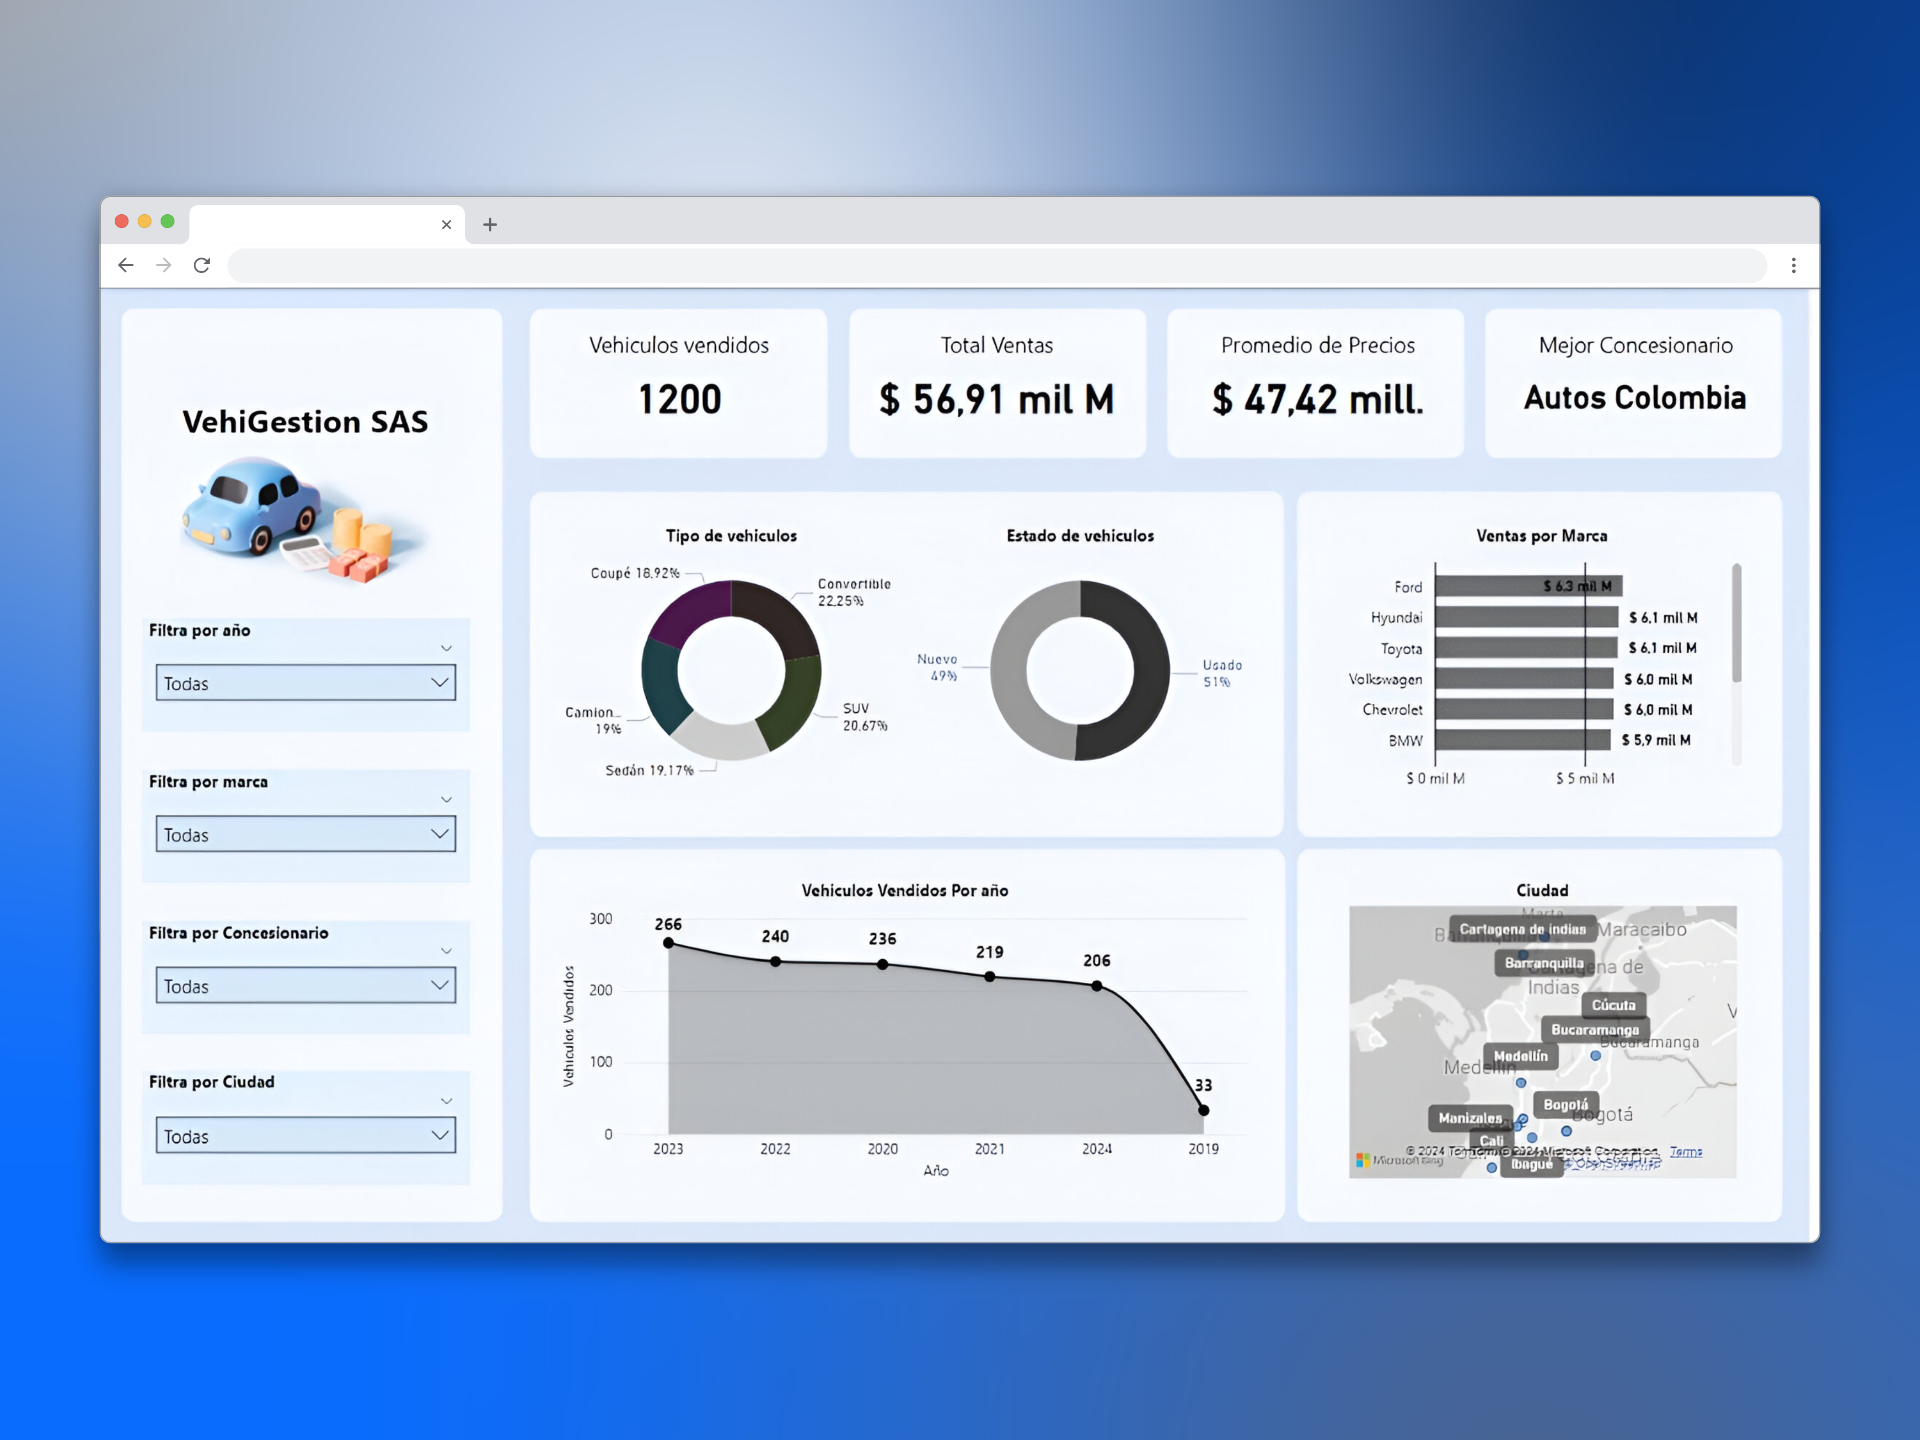 VehiGestion SAS
Filtra por año
Todas
Filtra por marca
Todas
Filtra por Concesionario
Todas
Filtra por Ciudad
Todas
Vehiculos vendidos
1200
Total Ventas
$ 56,91 mil M
Promedio de Precios
$ 47,42 mill.
Mejor Concesionario
Autos Colombia
Tipo de vehiculos
Coupé 18.92%
Convertible
22.25%
Camion...
19%
SUV
20.67%
Sedán 19.17%
Estado de vehiculos
Nuevo
49%
Usado
51%
Ventas por Marca
Ford
$ 6,3 mil M
Hyundai
$ 6,1 mil M
Toyota
$ 6,1 mil M
Volkswagen
$ 6,0 mil M
Chevrolet
$ 6,0 mil M
BMW
$ 5,9 mil M
$ 0 mil M
$ 5 mil M
Vehiculos Vendidos Por año
Vehiculos Vendidos
300
200
100
0
266
240
236
219
206
33
2023
2022
2020
2021
2024
2019
Año
Ciudad
Marta
Cartagena de indias
Maracaibo
Barranquilla
Cartagena de
Indias
Cúcuta
V
Bucaramanga
Bucaramanga
Medellín
Medellín
Bogotá
Bogotá
Manizales
Cali
Ibagué
Microsoft Bing
© 2024 TomTom, © 2024 Microsoft Corporation
Terms